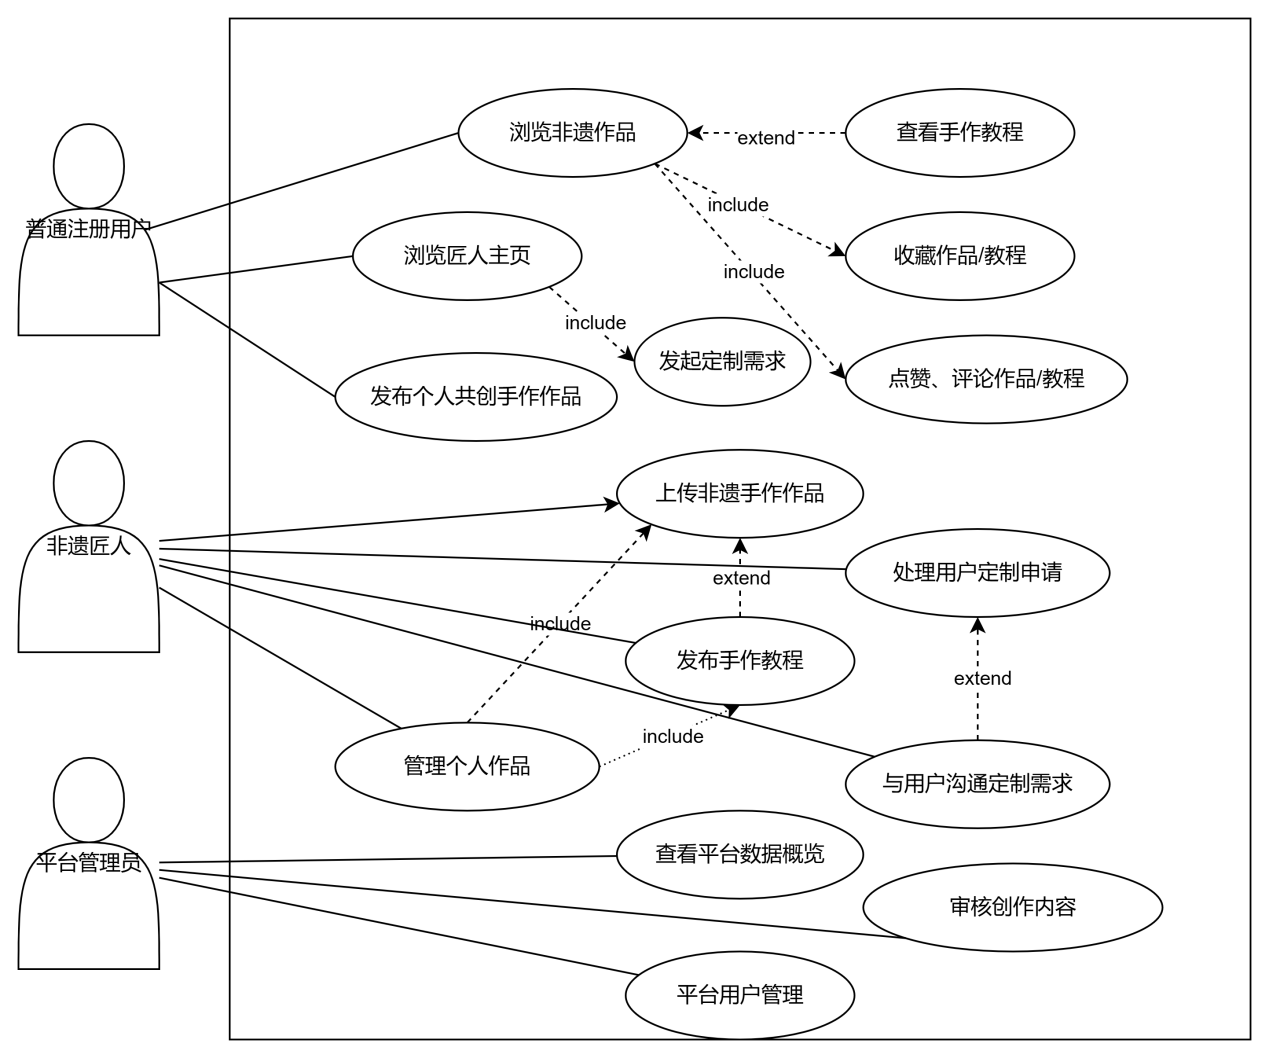 浏览非遗作品
extend
查看手作教程
普通注册用户
include
浏览匠人主页
收藏作品/教程
include
include
发起定制需求
点赞、评论作品/教程
发布个人共创手作作品
上传非遗手作作品
非遗匠人
处理用户定制申请
extend
include
发布手作教程
extend
include
管理个人作品
与用户沟通定制需求
平台管理员
查看平台数据概览
审核创作内容
平台用户管理